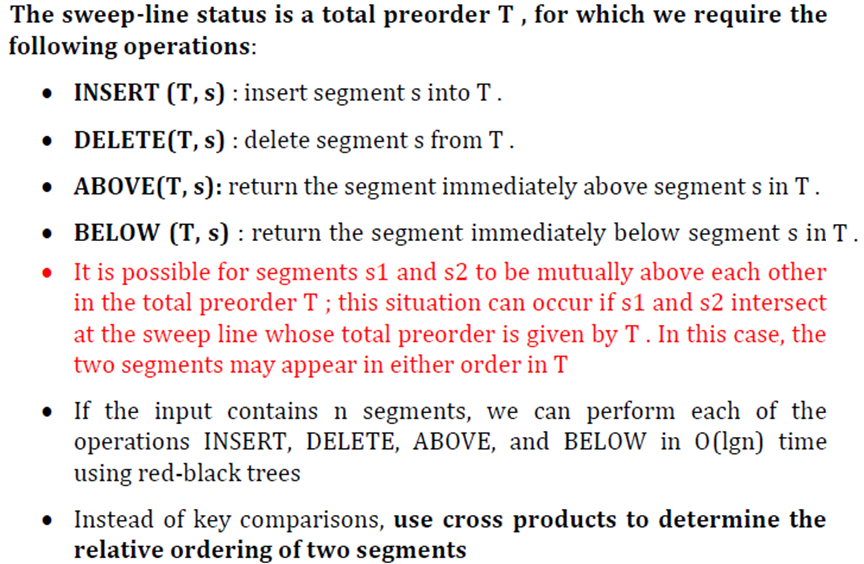 The sweep-line status is a total preorder T , for which we require the
following operations:
• INSERT (T, s) : insert segment s into T .
• DELETE(T, s) : delete segment s from T .
• ABOVE(T, s): return the segment immediately above segment s in T .
• BELOW (T, s) : return the segment immediately below segment s in T .
• It is possible for segments s1 and s2 to be mutually above each other
in the total preorder T ; this situation can occur if s1 and s2 intersect
at the sweep line whose total preorder is given by T . In this case, the
two segments may appear in either order in T
• If the input contains n segments, we can perform each of the
operations INSERT, DELETE, ABOVE, and BELOW in O(lgn) time
using red-black trees
• Instead of key comparisons, use cross products to determine the
relative ordering of two segments